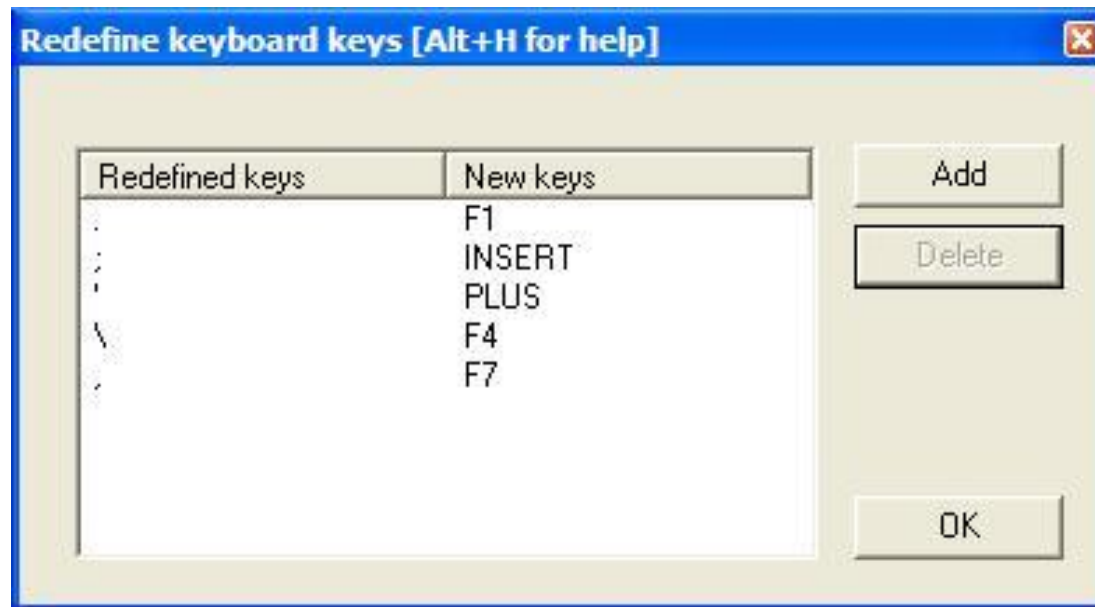 Redefine keyboard keys [Alt+H for help]
Redefined keys New keys Add
. F1
; INSERT Delete
' PLUS
\ F4
, F7
OK